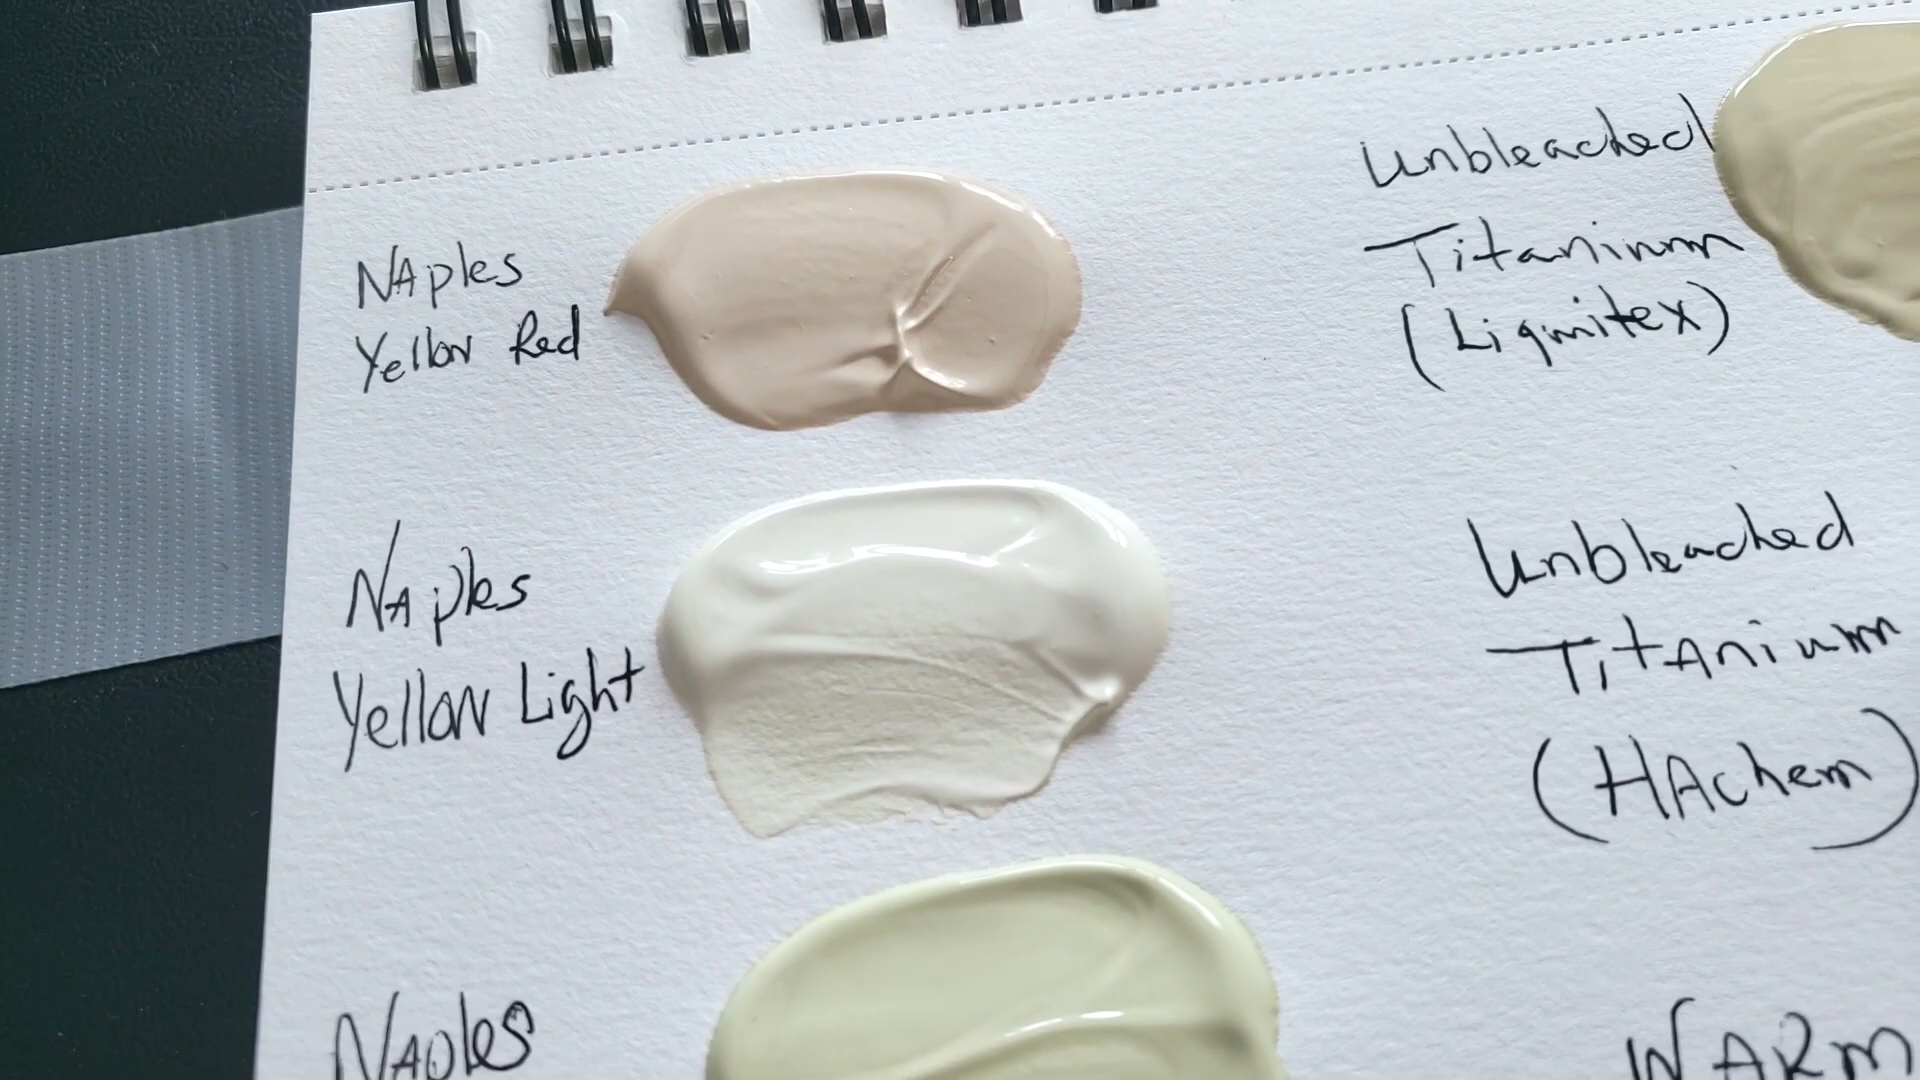 NAples
Yellow Red
NAples
Yellow Light
NAples
Unbleached
Titanium
(Liquitex)
Unbleached
TitAnium
(HAchem)
WARM